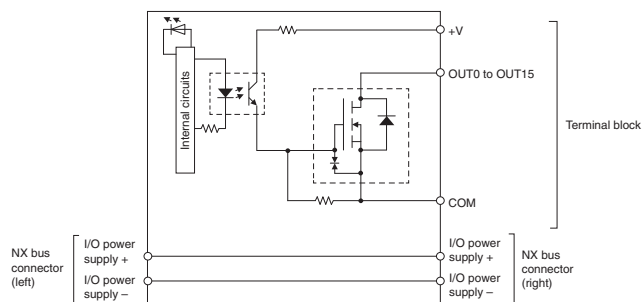 Internal circuits
+V
OUT0 to OUT15
Terminal block
COM
NX bus
connector
(left)
I/O power
supply +
I/O power
supply –
I/O power
supply +
I/O power
supply –
NX bus
connector
(right)